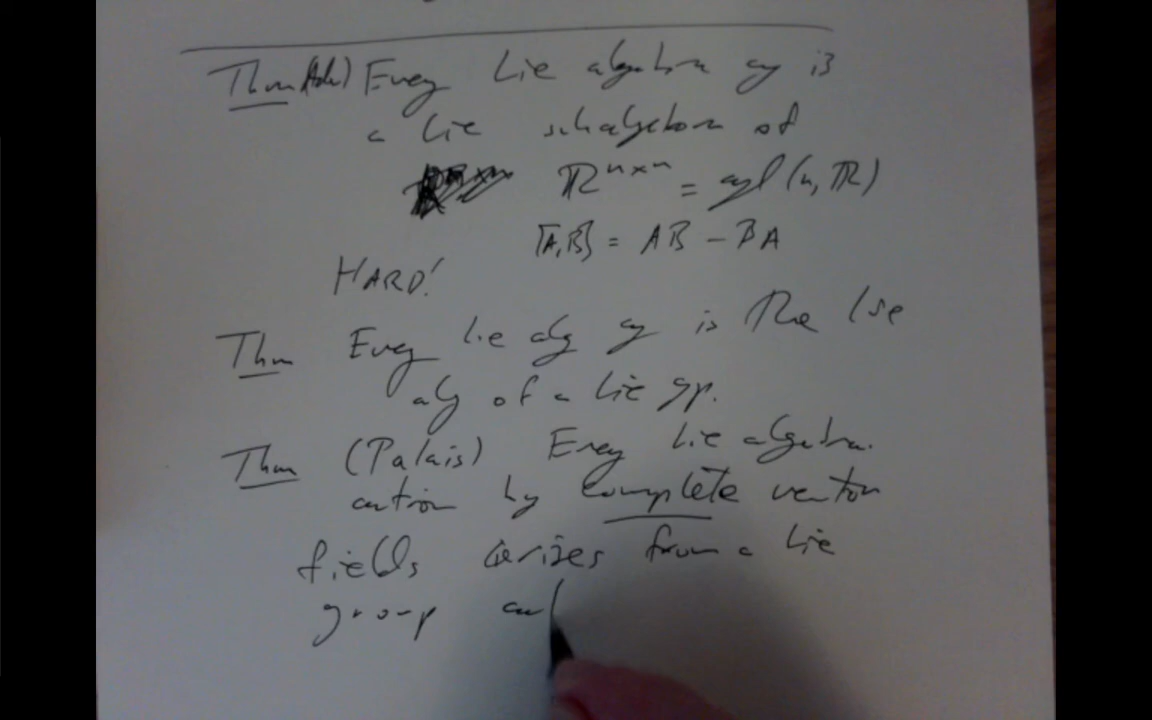 Thm (Ado) Every Lie algebra g is
a Lie subalgebra of
ℝⁿˣⁿ = gl(n, ℝ)
[A,B] = AB - BA
HARD!
Thm Every lie alg g is the lie
alg of a Lie gp.
Thm (Palais) Every Lie algebra
action by complete vector
fields arises from a Lie
group act